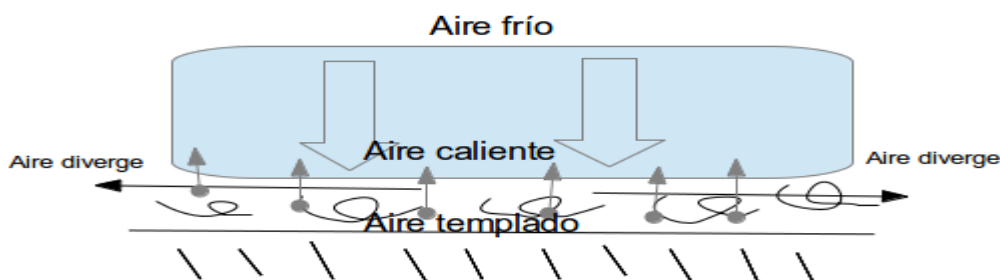 Aire frío
Aire caliente
Aire diverge
Aire diverge
Aire templado